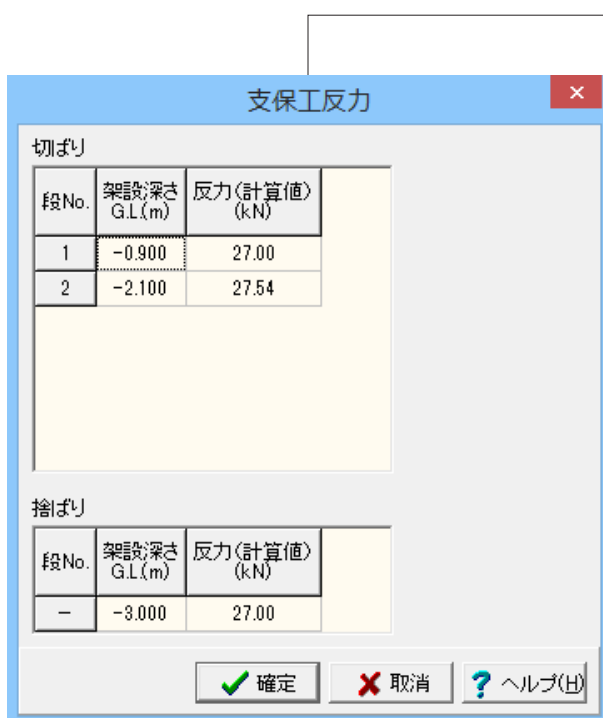 支保工反力
切ばり
段No. 架設深さ G.L(m) 反力(計算値) (kN)
1 -0.900 27.00
2 -2.100 27.54
捨ばり
段No. 架設深さ G.L(m) 反力(計算値) (kN)
- -3.000 27.00
確定 取消 ヘルプ(H)